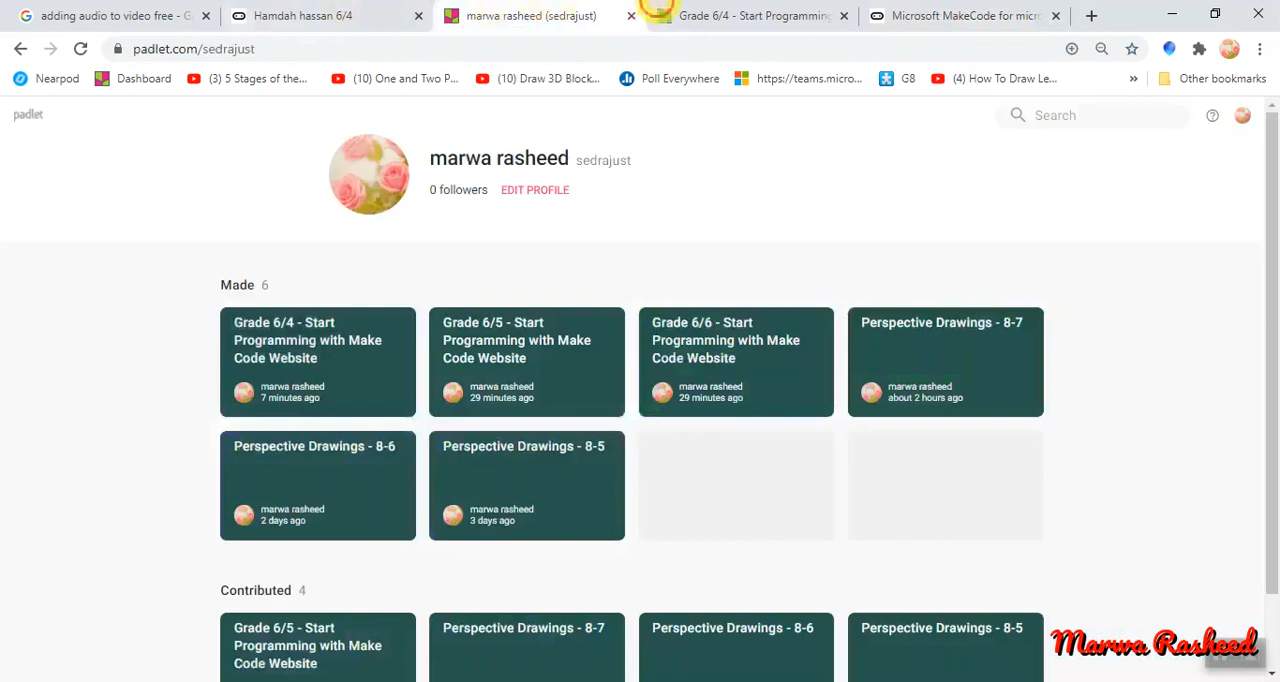 adding audio to video free - G
Hamdah hassan 6/4
marwa rasheed (sedrajust)
Grade 6/4 - Start Programming
Microsoft MakeCode for micro
padlet.com/sedrajust
Nearpod
Dashboard
(3) 5 Stages of the...
(10) One and Two P...
(10) Draw 3D Block...
Poll Everywhere
https://teams.micro...
G8
(4) How To Draw Le...
»
Other bookmarks
padlet
Search
marwa rasheed sedrajust
0 followers EDIT PROFILE
Made 6
Grade 6/4 - Start
Programming with Make
Code Website
marwa rasheed
7 minutes ago
Grade 6/5 - Start
Programming with Make
Code Website
marwa rasheed
29 minutes ago
Grade 6/6 - Start
Programming with Make
Code Website
marwa rasheed
29 minutes ago
Perspective Drawings - 8-7
marwa rasheed
about 2 hours ago
Perspective Drawings - 8-6
marwa rasheed
2 days ago
Perspective Drawings - 8-5
marwa rasheed
3 days ago
Contributed 4
Grade 6/5 - Start
Programming with Make
Code Website
Perspective Drawings - 8-7
Perspective Drawings - 8-6
Perspective Drawings - 8-5
Marwa Rasheed